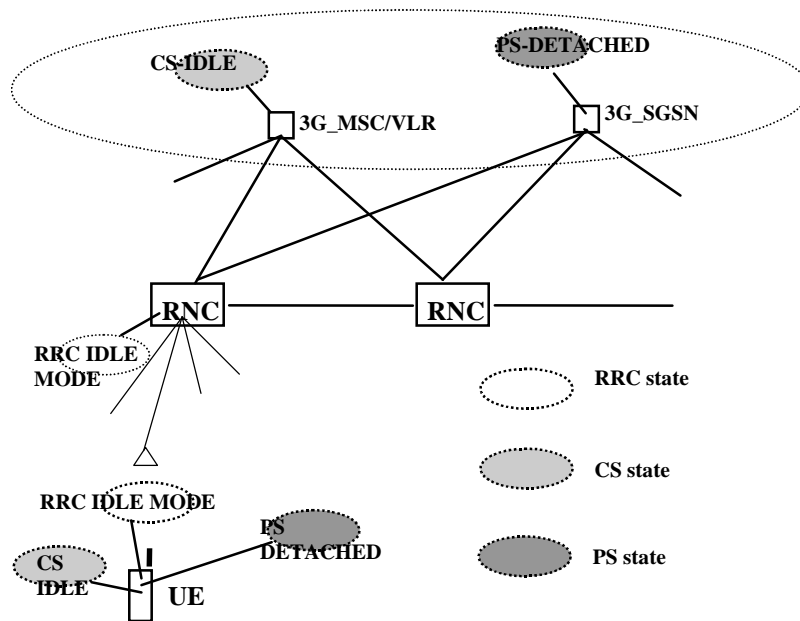 CS-IDLE
PS-DETACHED
3G_MSC/VLR
3G_SGSN
RNC
RNC
RRC IDLE
MODE
RRC state
CS state
RRC IDLE MODE
PS
DETACHED
CS
IDLE
UE
PS state